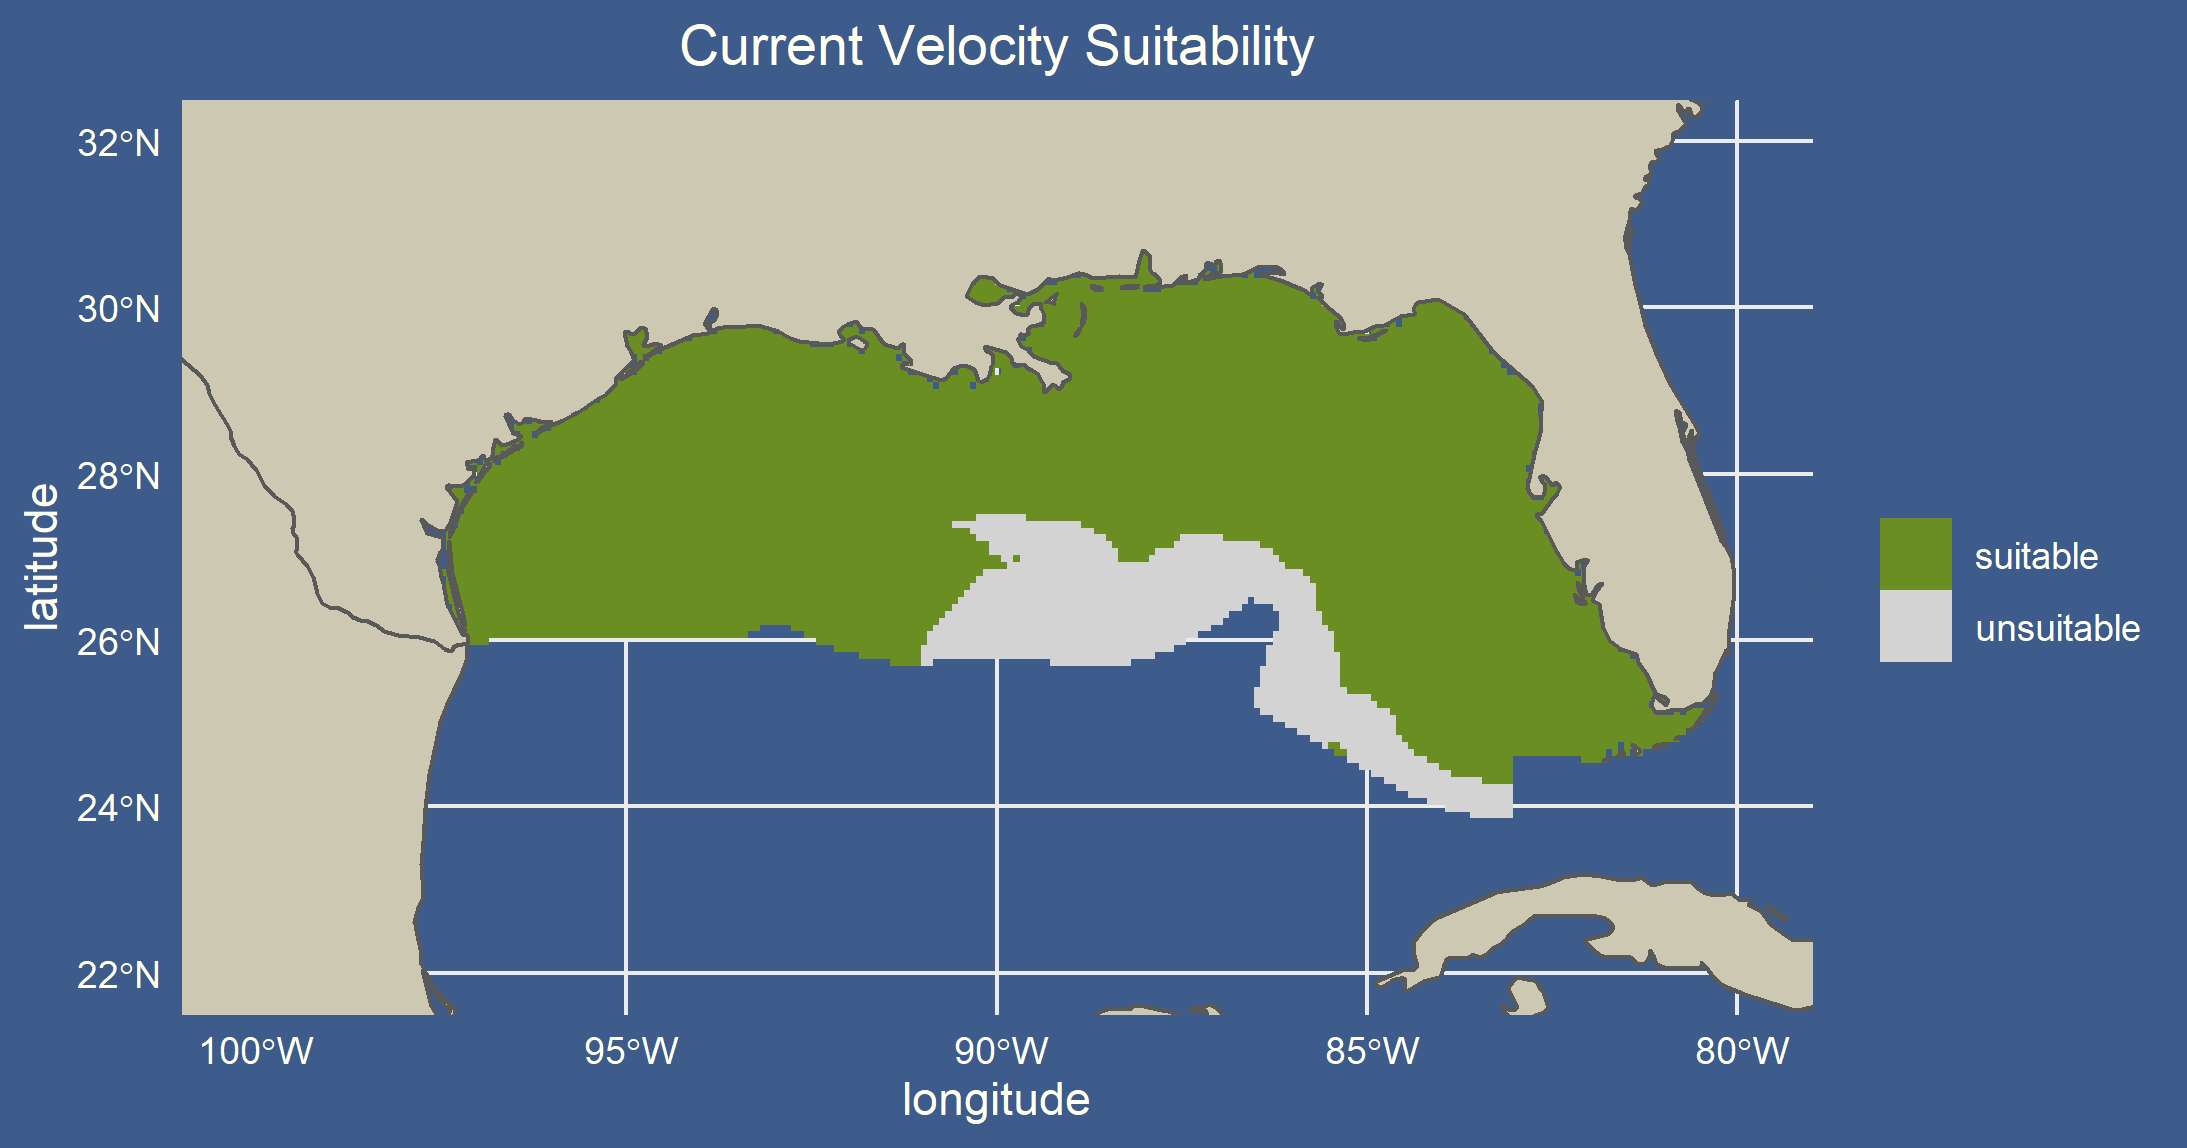 Current Velocity Suitability
32°N
30°N
28°N
26°N
24°N
22°N
latitude
100°W
95°W
90°W
85°W
80°W
longitude
suitable
unsuitable